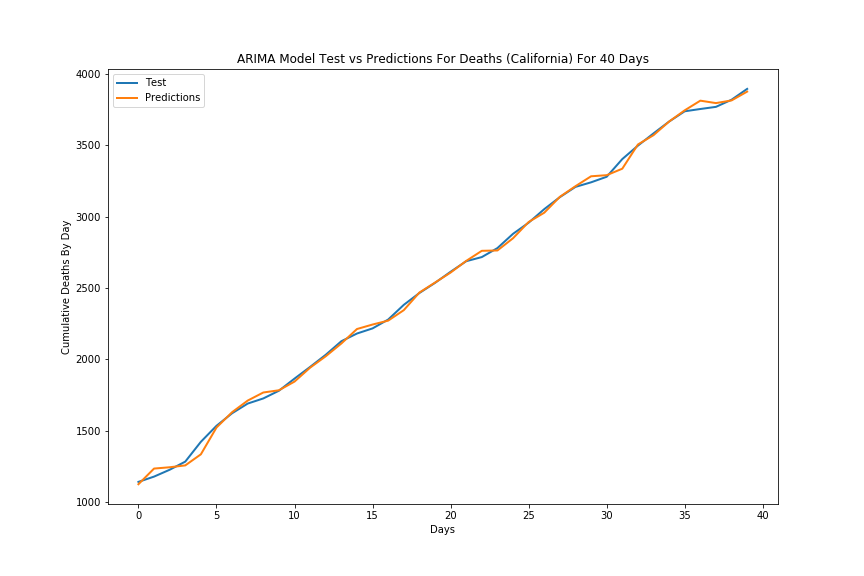 ARIMA Model Test vs Predictions For Deaths (California) For 40 Days
Test
Predictions
Cumulative Deaths By Day
4000
3500
3000
2500
2000
1500
1000
0 5 10 15 20 25 30 35 40
Days